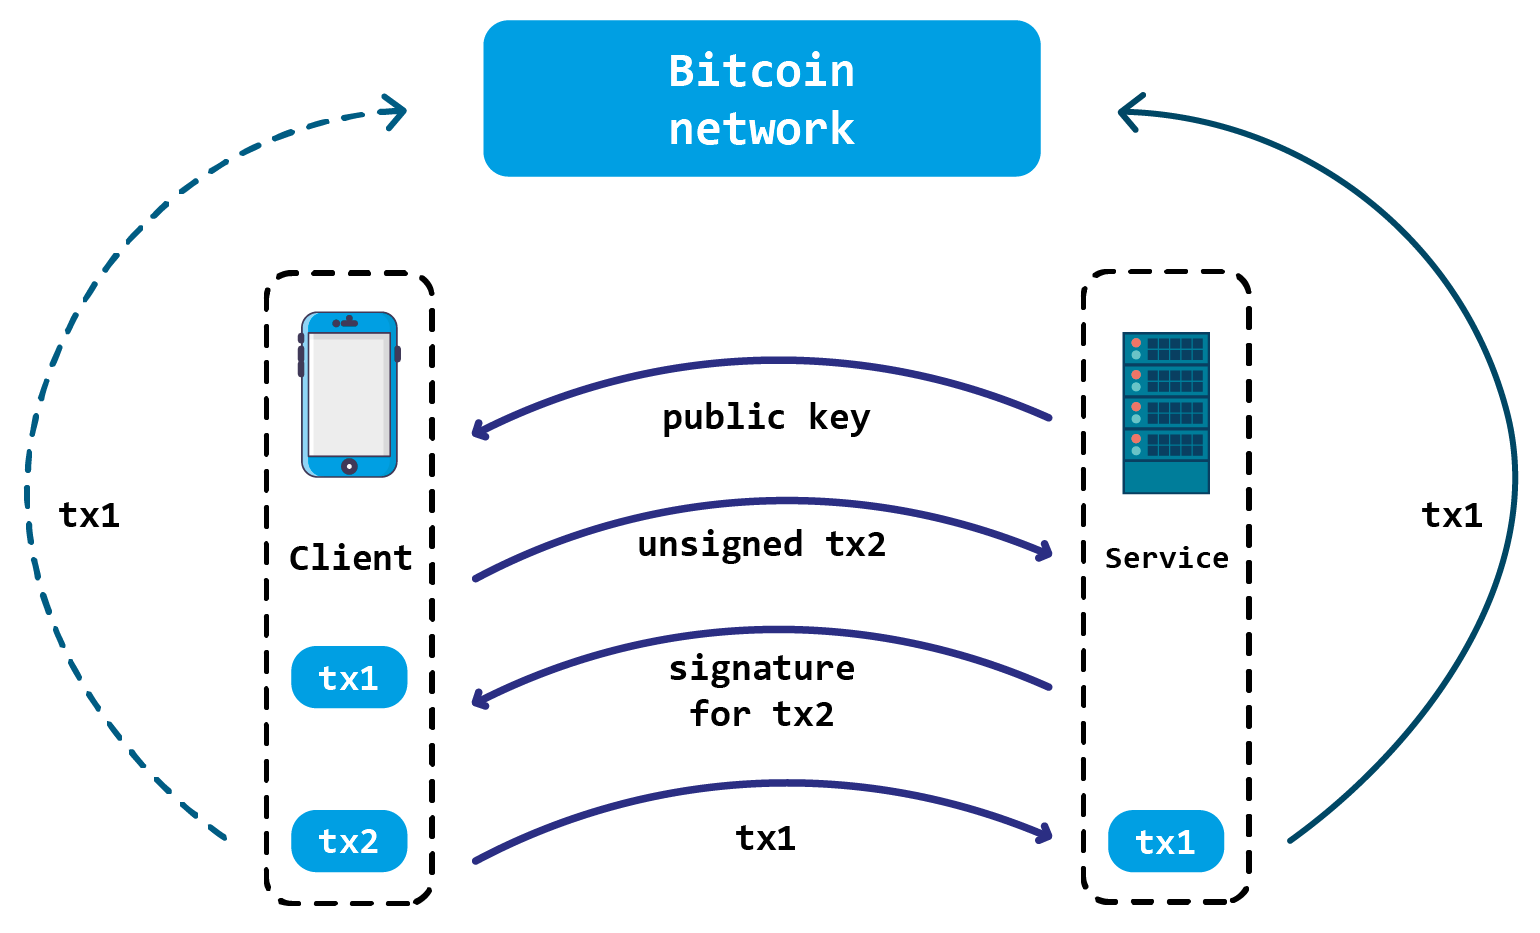 Bitcoin
network
public key
tx1
tx1
unsigned tx2
Client
Service
signature
for tx2
tx1
tx1
tx2
tx1